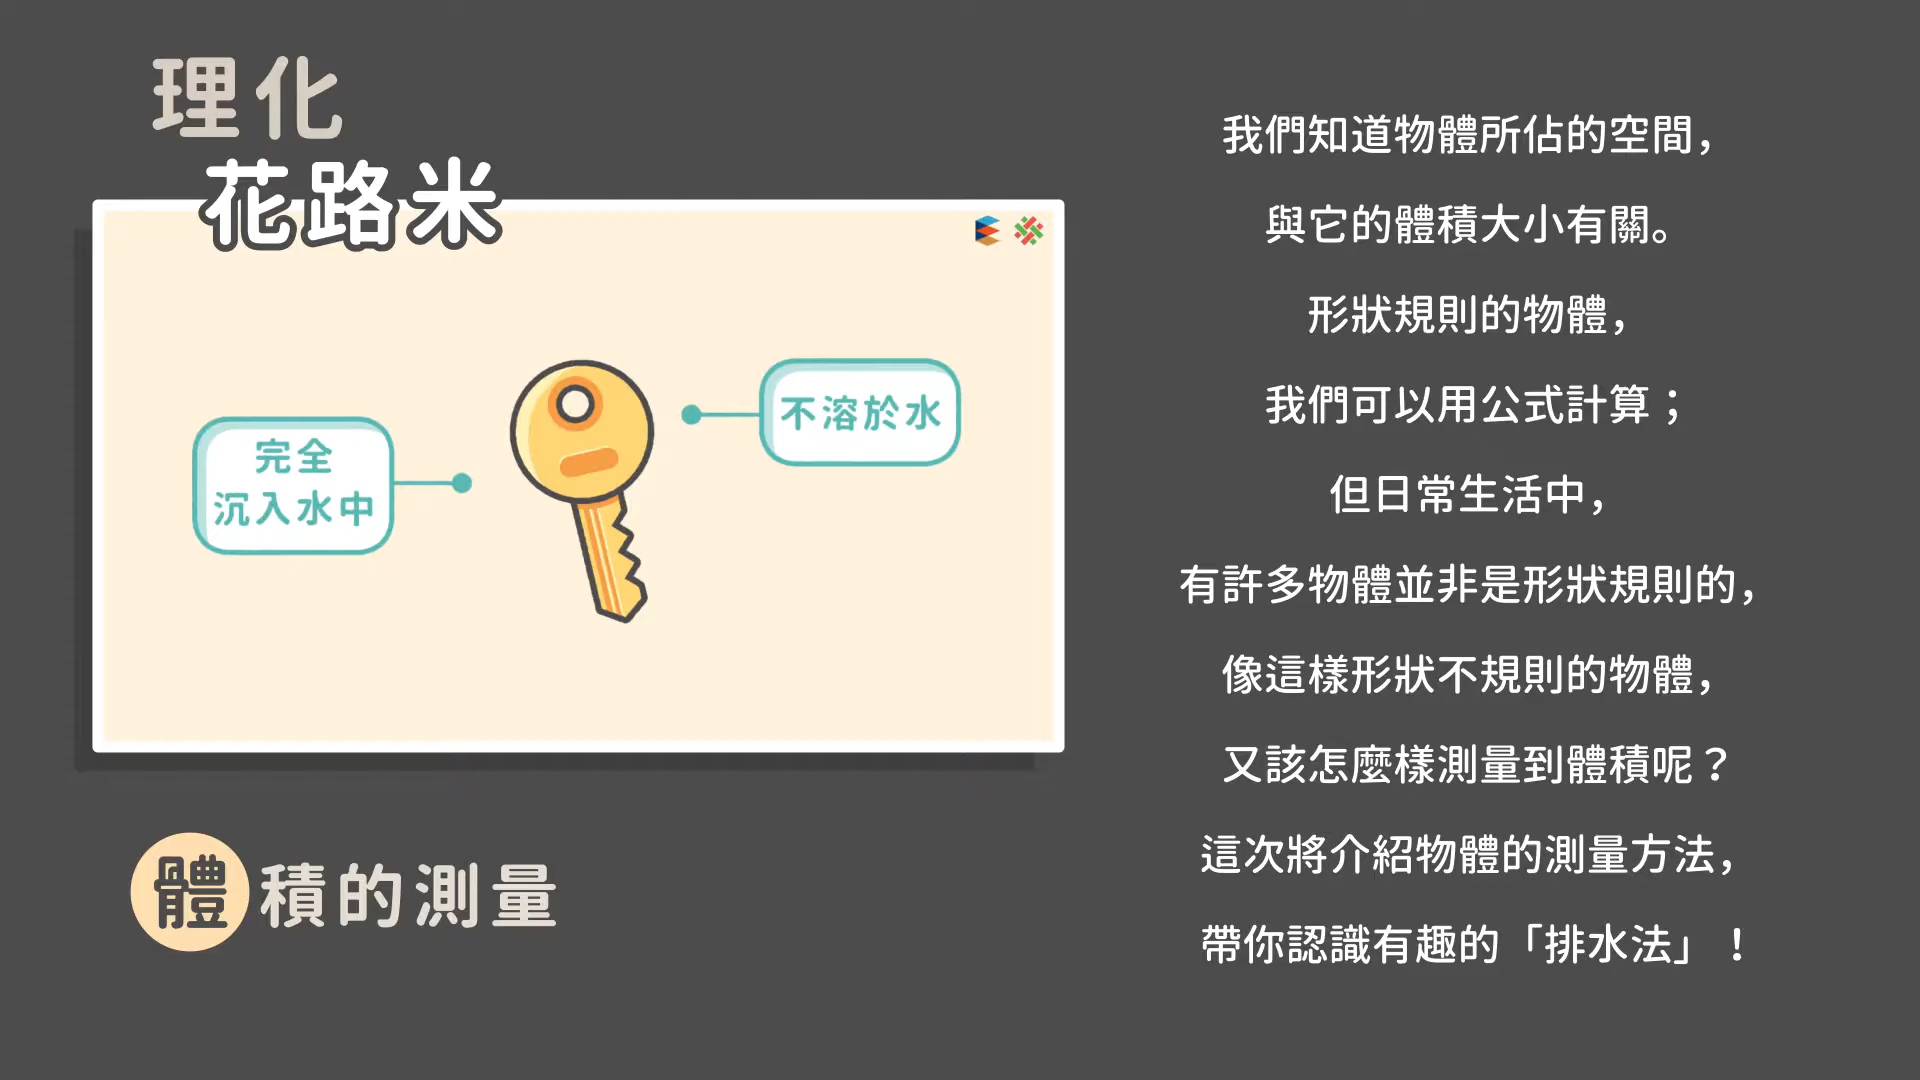 理化
花路米
完全
沉入水中
不溶於水
體積的測量
我們知道物體所佔的空間，
與它的體積大小有關。
形狀規則的物體，
我們可以用公式計算；
但日常生活中，
有許多物體並非是形狀規則的，
像這樣形狀不規則的物體，
又該怎麼樣測量到體積呢？
這次將介紹物體的測量方法，
帶你認識有趣的「排水法」！